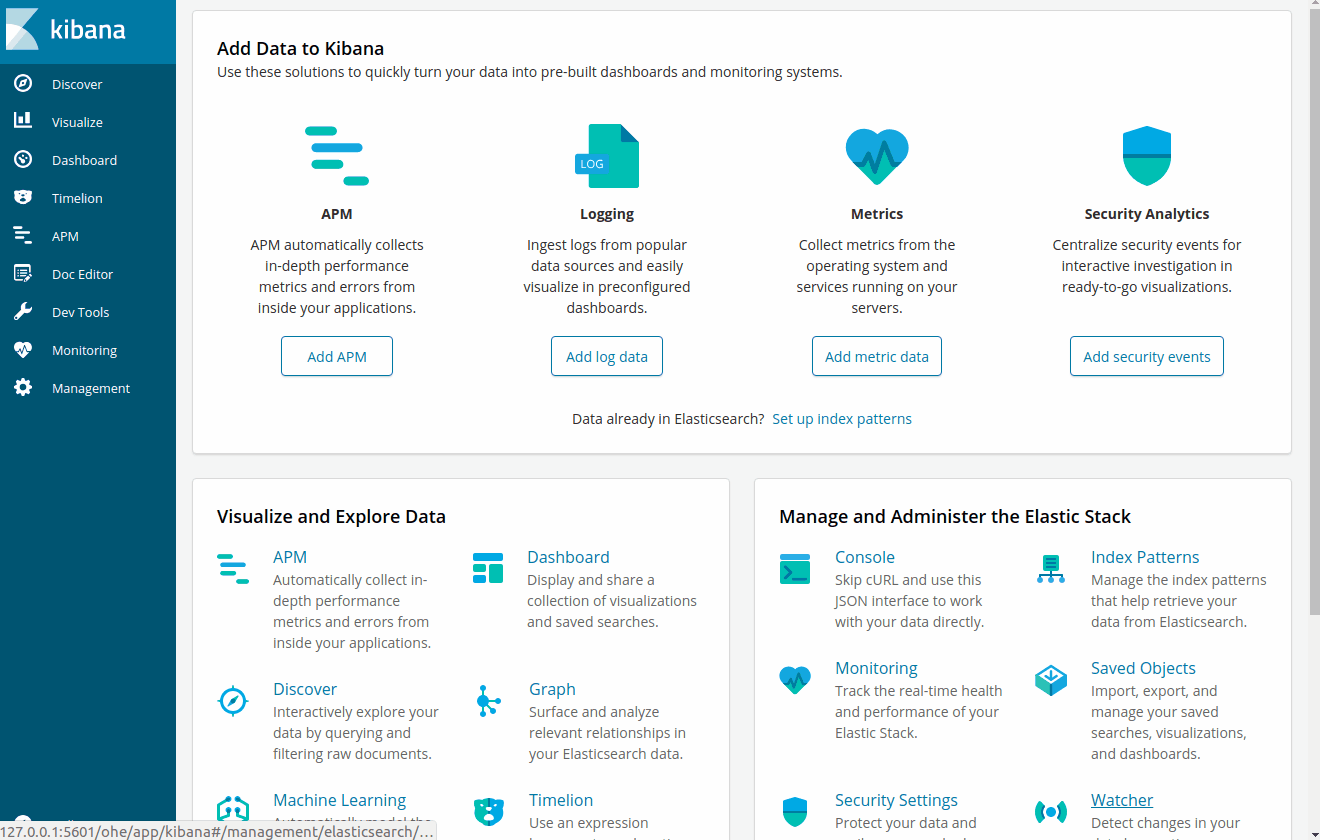 kibana
Discover
Visualize
Dashboard
Timelion
APM
Doc Editor
Dev Tools
Monitoring
Management
Add Data to Kibana
Use these solutions to quickly turn your data into pre-built dashboards and monitoring systems.
APM
APM automatically collects
in-depth performance
metrics and errors from
inside your applications.
Add APM
LOG
Logging
Ingest logs from popular
data sources and easily
visualize in preconfigured
dashboards.
Add log data
Metrics
Collect metrics from the
operating system and
services running on your
servers.
Add metric data
Security Analytics
Centralize security events for
interactive investigation in
ready-to-go visualizations.
Add security events
Data already in Elasticsearch? Set up index patterns
Visualize and Explore Data
APM
Automatically collect in-
depth performance
metrics and errors from
inside your applications.
Dashboard
Display and share a
collection of visualizations
and saved searches.
Discover
Interactively explore your
data by querying and
filtering raw documents.
Graph
Surface and analyze
relevant relationships in
your Elasticsearch data.
Machine Learning
Automatically model the
Timelion
Use an expression
Manage and Administer the Elastic Stack
Console
Skip cURL and use this
JSON interface to work
with your data directly.
Index Patterns
Manage the index patterns
that help retrieve your
data from Elasticsearch.
Monitoring
Track the real-time health
and performance of your
Elastic Stack.
Saved Objects
Import, export, and
manage your saved
searches, visualizations,
and dashboards.
Security Settings
Protect your data and
Watcher
Detect changes in your
127.0.0.1:5601/ohe/app/kibana#/management/elasticsearch/…